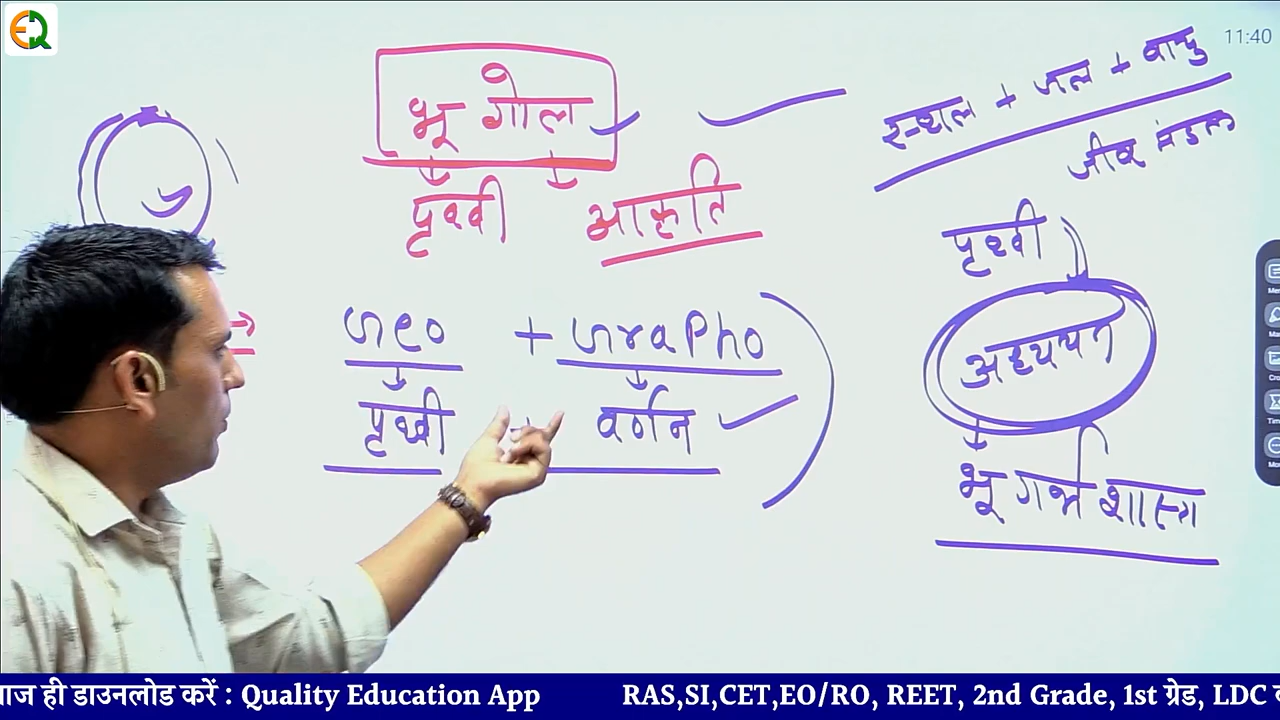 EQ
11:40
भू गोल
स्थल + जल + वायु
जीव मंडल
पृथ्वी आकृति
पृथ्वी
Geo + Grapho
अध्ययन
पृथ्वी + वर्णन
भू गर्भ शास्त्र
ाज ही डाउनलोड करें : Quality Education App RAS,SI,CET,EO/RO, REET, 2nd Grade, 1st ग्रेड, LDC